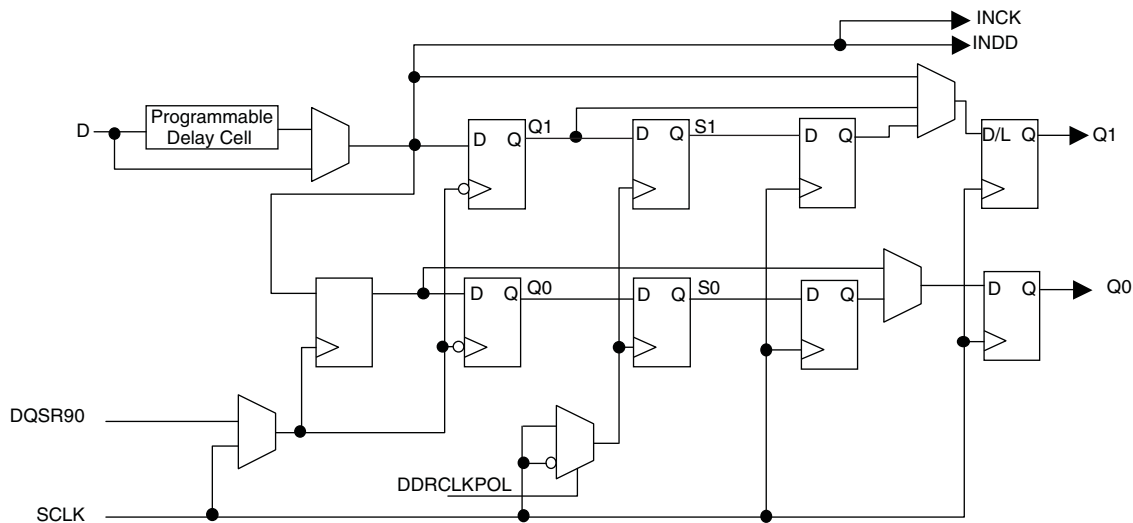 INCK
INDD
D
Programmable
Delay Cell
D Q
Q1
D Q
S1
D Q
D/L Q
Q1
D Q
Q0
D Q
S0
D Q
D Q
Q0
DQSR90
DDRCLKPOL
SCLK